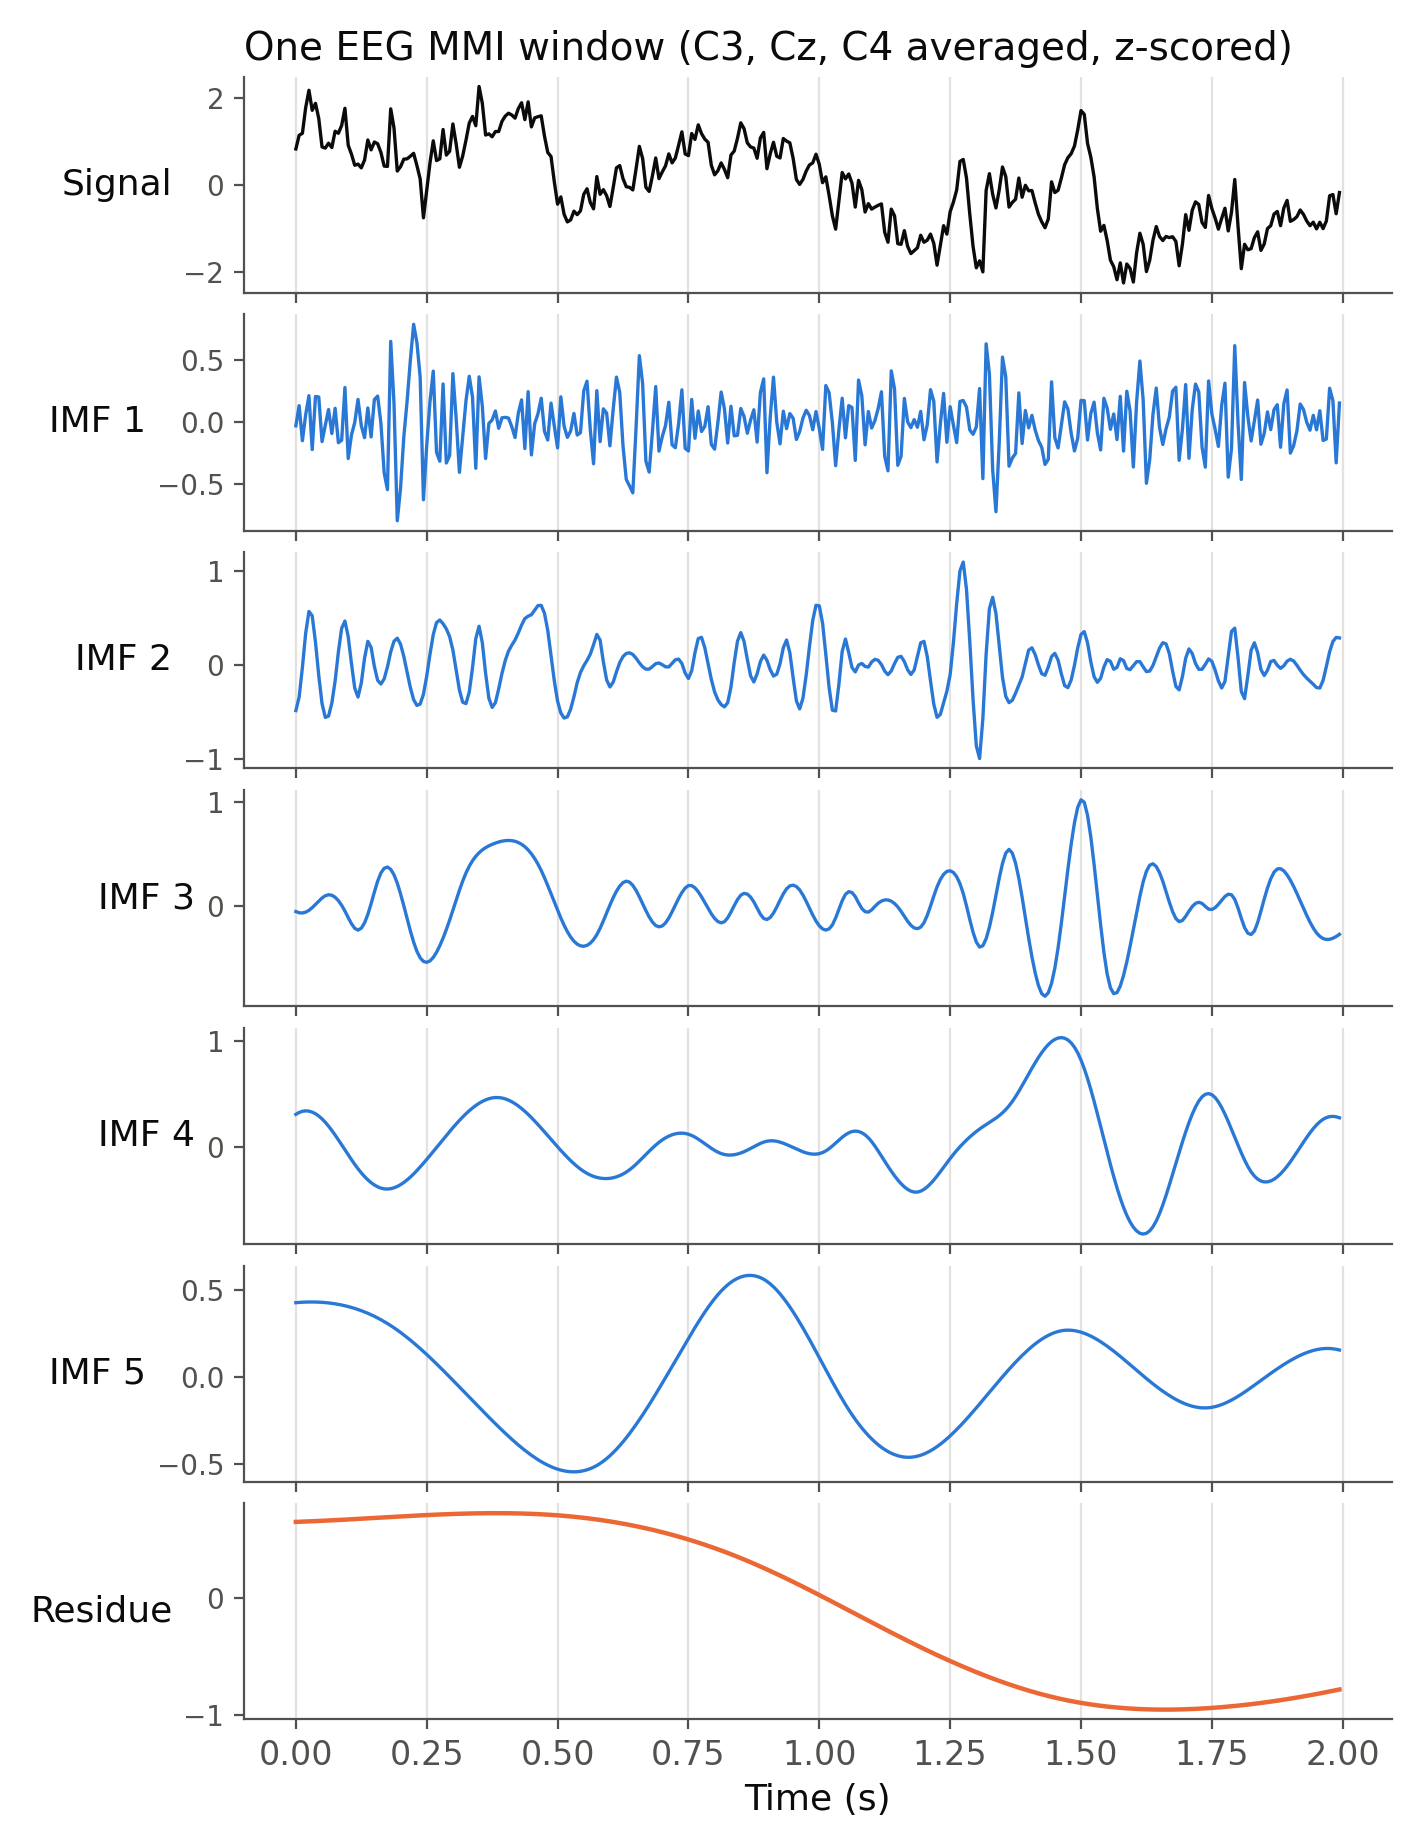 One EEG MMI window (C3, Cz, C4 averaged, z-scored)
Signal
2
0
−2
IMF 1
0.5
0.0
−0.5
IMF 2
1
0
−1
IMF 3
1
0
IMF 4
1
0
IMF 5
0.5
0.0
−0.5
Residue
0
−1
0.00 0.25 0.50 0.75 1.00 1.25 1.50 1.75 2.00
Time (s)